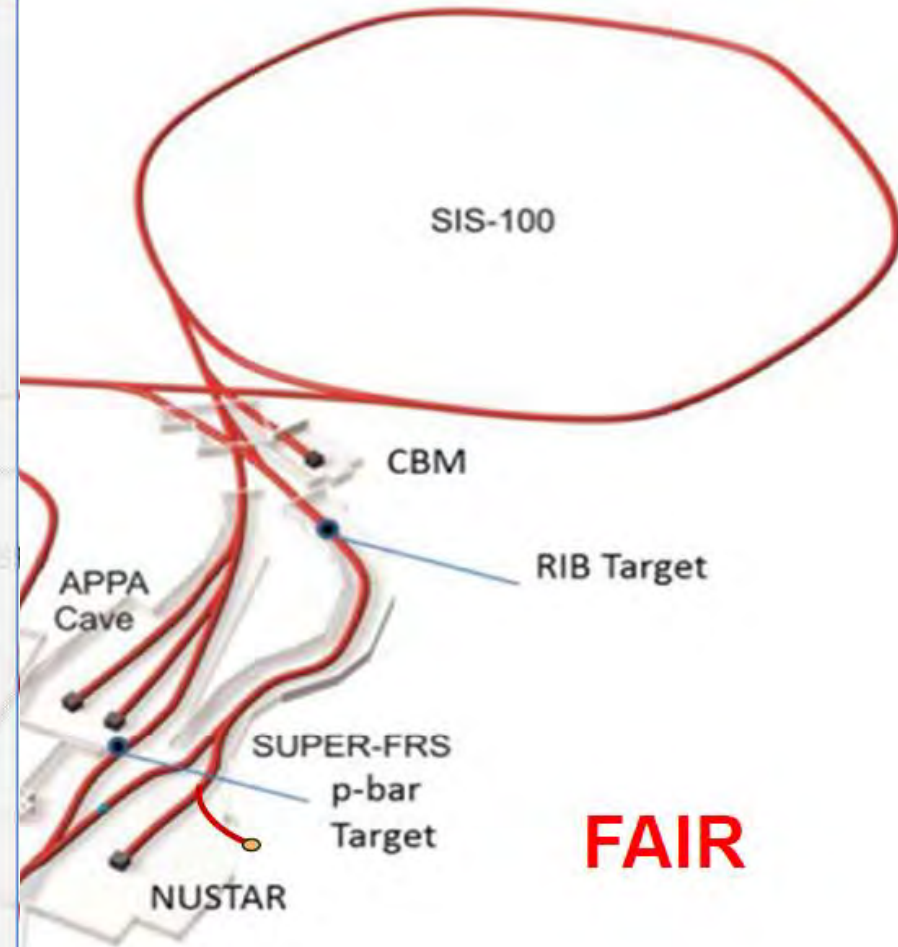 SIS-100
CBM
RIB Target
APPA
Cave
SUPER-FRS
p-bar
Target
FAIR
NUSTAR